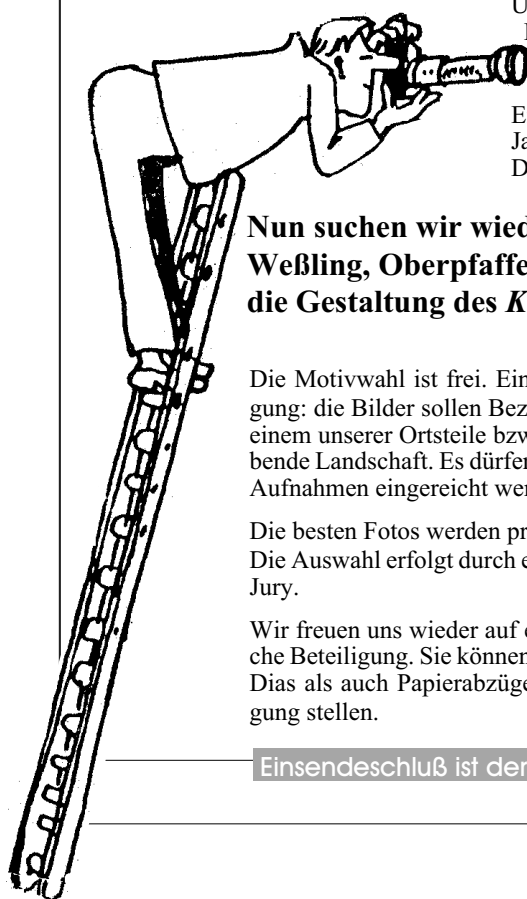 U
E
Ja
D
Nun suchen wir wied
Weßling, Oberpfaffe
die Gestaltung des K
Die Motivwahl ist frei. Ein
gung: die Bilder sollen Bez
einem unserer Ortsteile bzw
bende Landschaft. Es dürfen
Aufnahmen eingereicht wer
Die besten Fotos werden pr
Die Auswahl erfolgt durch e
Jury.
Wir freuen uns wieder auf d
che Beteiligung. Sie können
Dias als auch Papierabzüge
gung stellen.
Einsendeschluß ist der